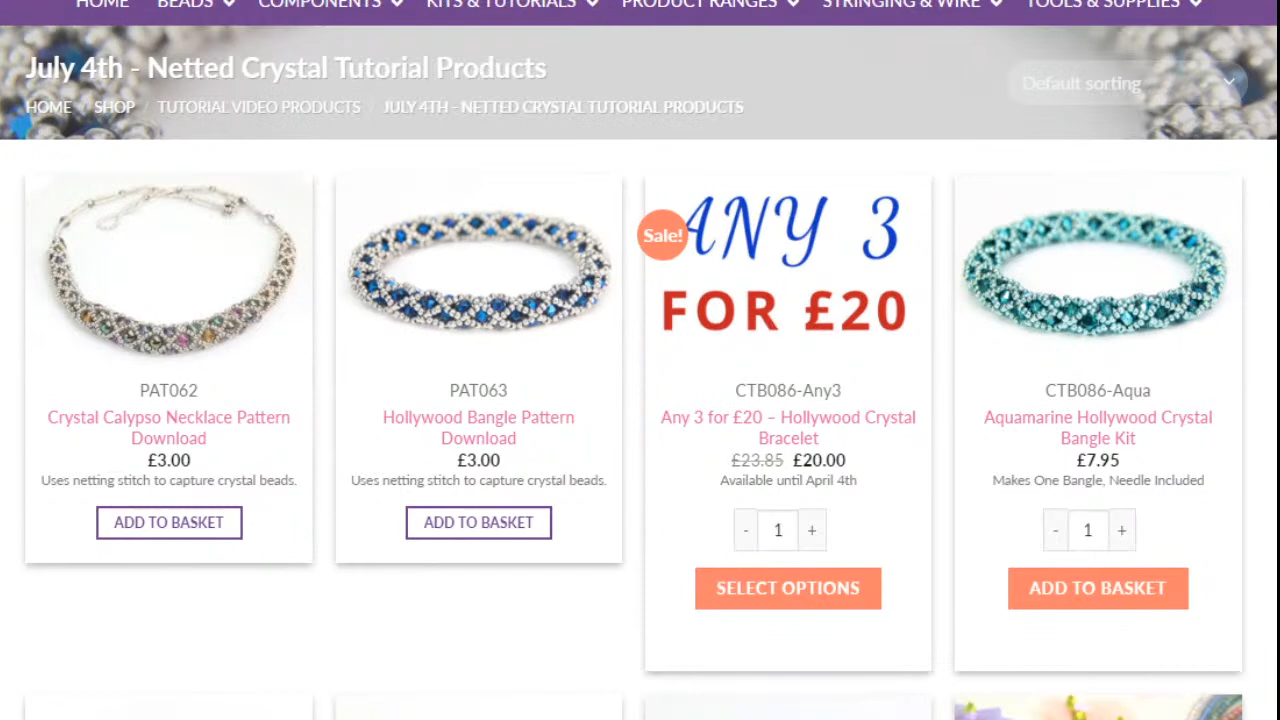 HOME BEADS COMPONENTS KITS & TUTORIALS PRODUCT RANGES STRINGING & WIRE TOOLS & SUPPLIES
July 4th - Netted Crystal Tutorial Products
Default sorting
HOME / SHOP / TUTORIAL VIDEO PRODUCTS / JULY 4TH - NETTED CRYSTAL TUTORIAL PRODUCTS
Sale!
ANY 3
FOR £20
PAT062
Crystal Calypso Necklace Pattern
Download
£3.00
Uses netting stitch to capture crystal beads.
ADD TO BASKET
PAT063
Hollywood Bangle Pattern
Download
£3.00
Uses netting stitch to capture crystal beads.
ADD TO BASKET
CTB086-Any3
Any 3 for £20 – Hollywood Crystal
Bracelet
£23.85 £20.00
Available until April 4th
- 1 +
SELECT OPTIONS
CTB086-Aqua
Aquamarine Hollywood Crystal
Bangle Kit
£7.95
Makes One Bangle, Needle Included
- 1 +
ADD TO BASKET